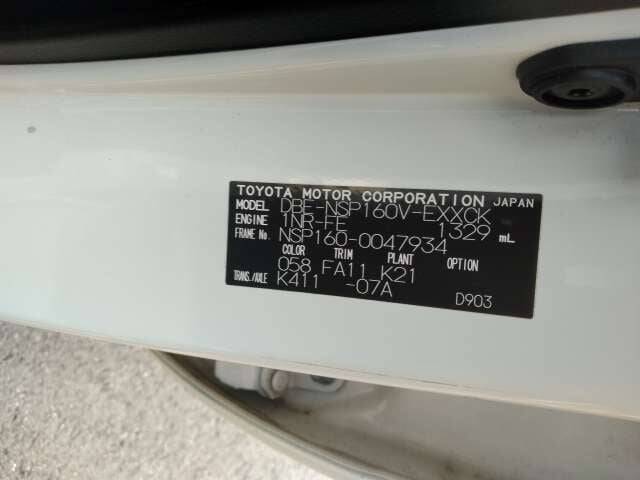 TOYOTA MOTOR CORPORATION JAPAN
MODEL DBE-NSP160V-EXXCK
ENGINE 1NR-FE 1329 mL
FRAME No. NSP160-0047934
COLOR TRIM PLANT OPTION
058 FA11 K21
TRANS./AXLE K411 -07A
D903